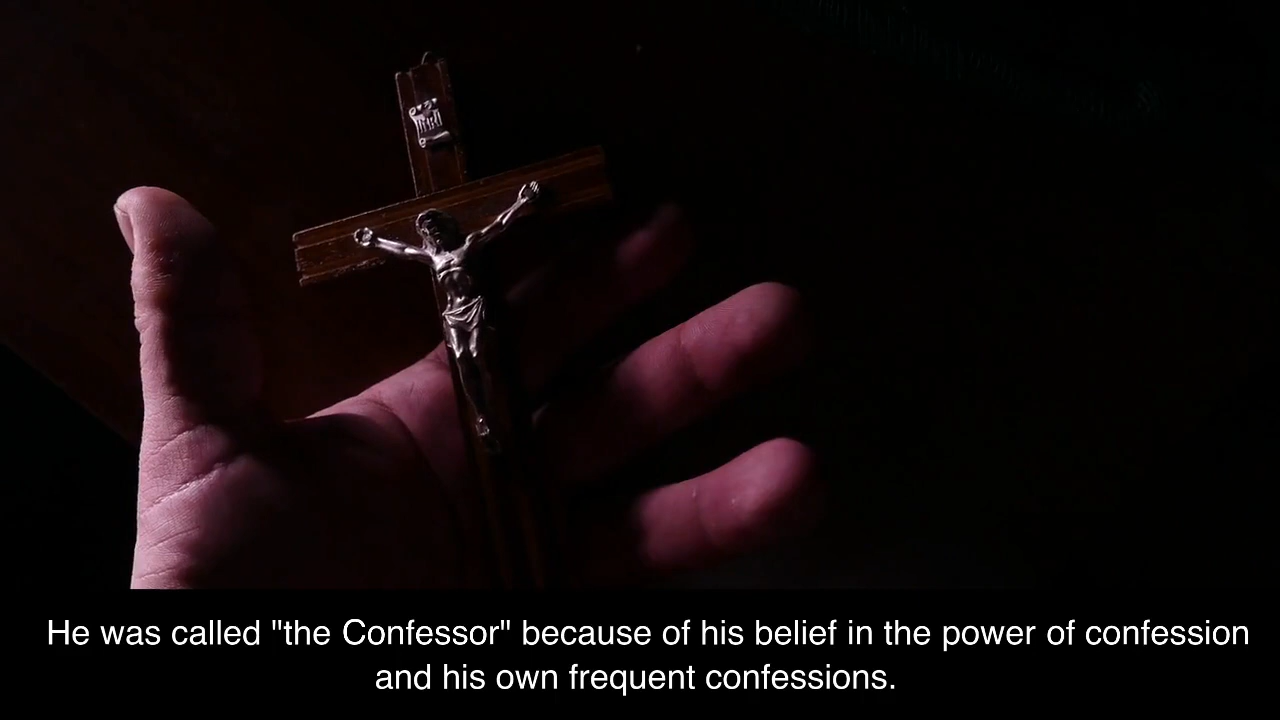 He was called "the Confessor" because of his belief in the power of confession
and his own frequent confessions.